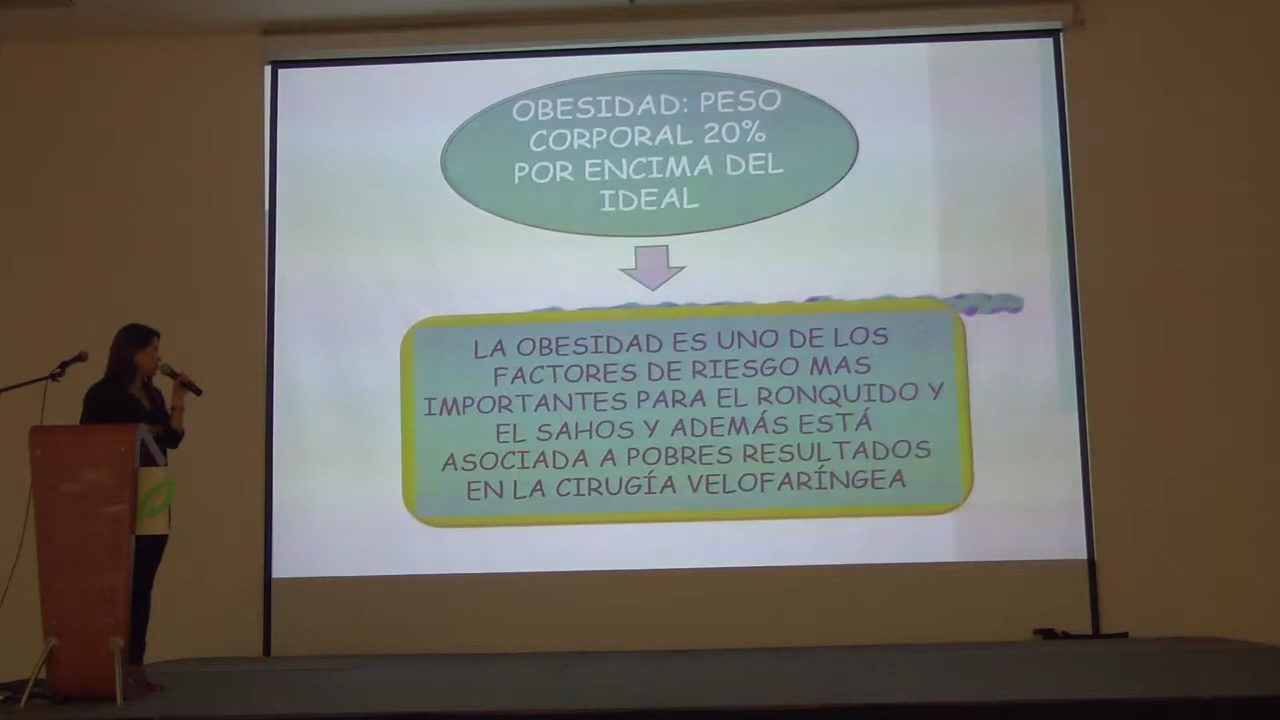 OBESIDAD: PESO
CORPORAL 20%
POR ENCIMA DEL
IDEAL
LA OBESIDAD ES UNO DE LOS
FACTORES DE RIESGO MAS
IMPORTANTES PARA EL RONQUIDO Y
EL SAHOS Y ADEMÁS ESTÁ
ASOCIADA A POBRES RESULTADOS
EN LA CIRUGÍA VELOFARÍNGEA